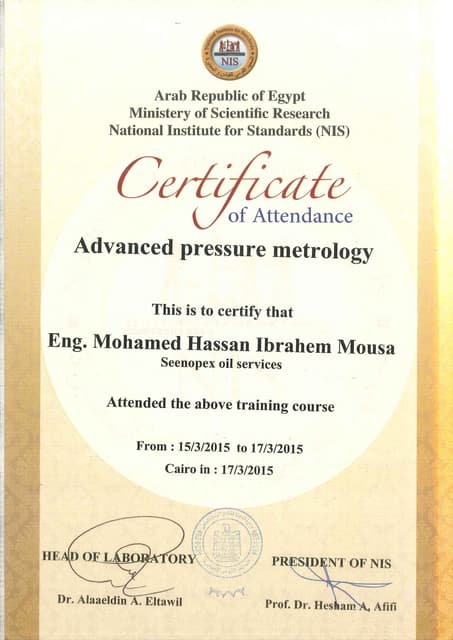 NIS
Arab Republic of Egypt
Ministry of Scientific Research
National Institute for Standards (NIS)
Certificate
of Attendance
Advanced pressure metrology
This is to certify that
Eng. Mohamed Hassan Ibrahem Mousa
Seenopex oil services
Attended the above training course
From : 15/3/2015 to 17/3/2015
Cairo in : 17/3/2015
HEAD OF LABORATORY
PRESIDENT OF NIS
Dr. Alaaeldin A. Eltawil
Prof. Dr. Hesham A. Afifi